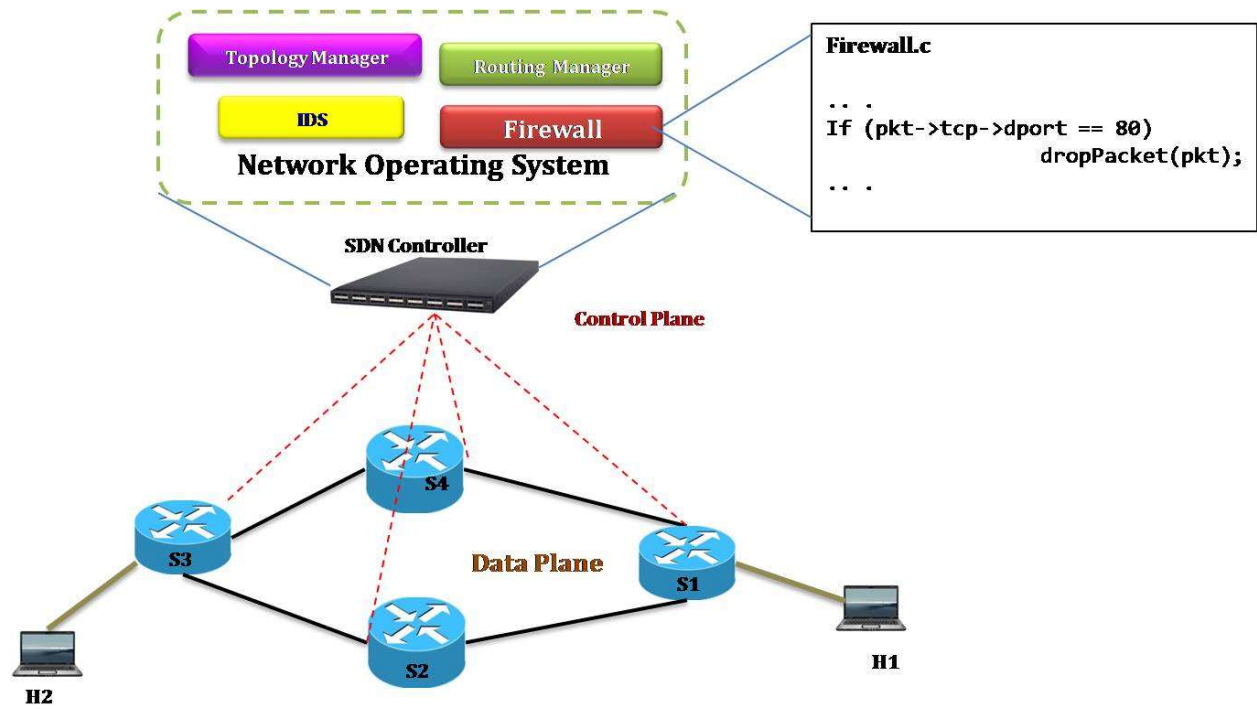 Topology Manager
Routing Manager
IDS
Firewall
Network Operating System
Firewall.c
.. .
If (pkt->tcp->dport == 80)
dropPacket(pkt);
.. .
SDN Controller
Control Plane
S4
S3
Data Plane
S1
S2
H1
H2